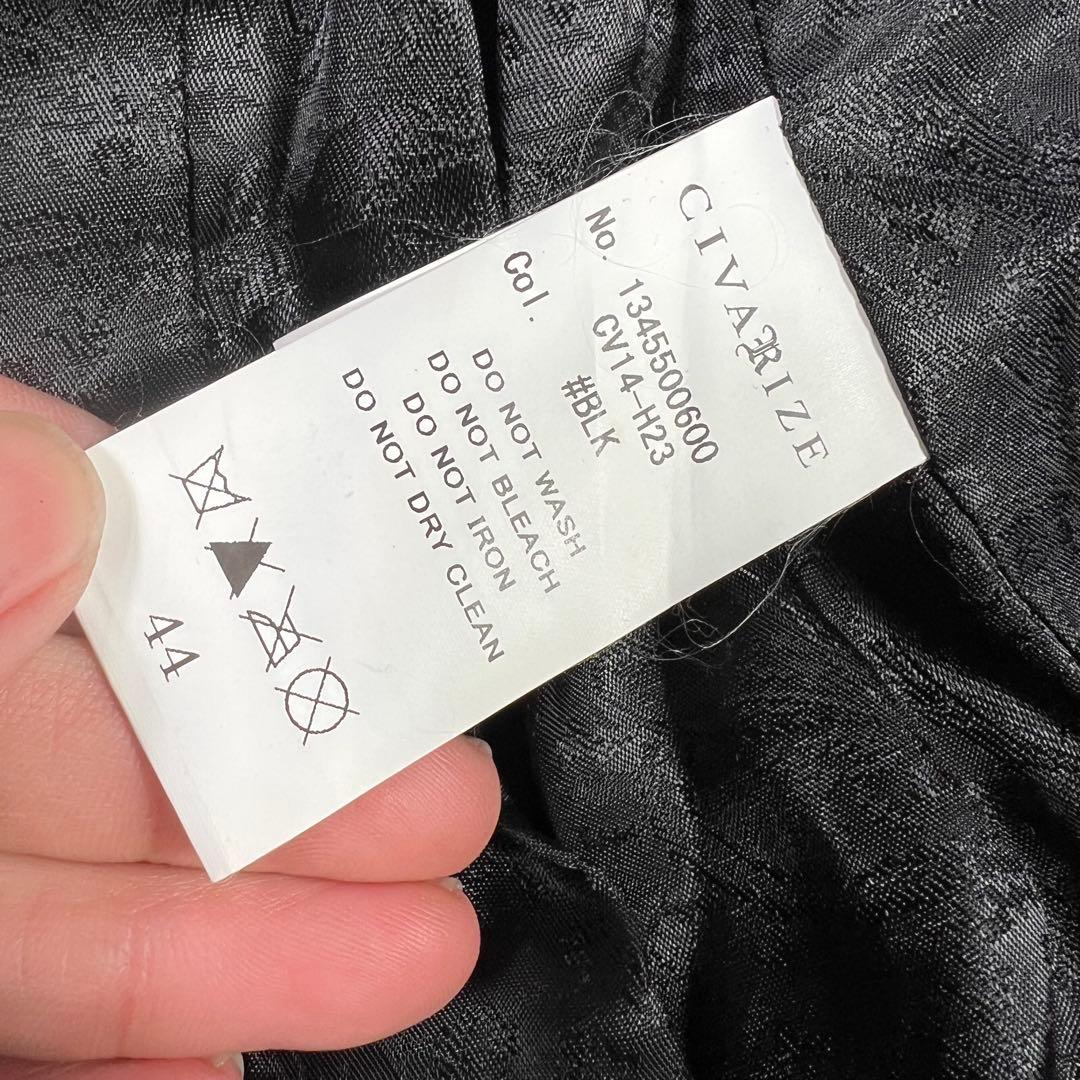 CIVARIZE
No. 1345500600
CV14-H23
Col. #BLK
DO NOT WASH
DO NOT BLEACH
DO NOT IRON
DO NOT DRY CLEAN
44